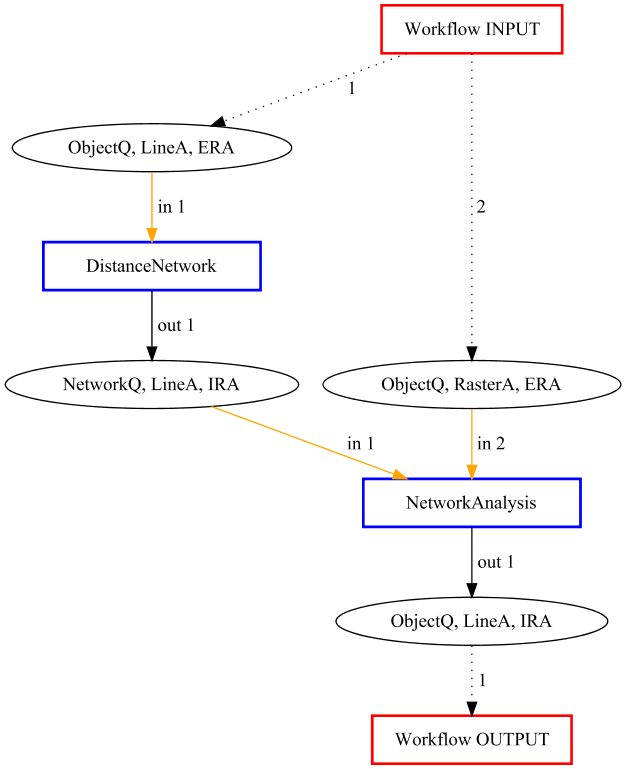 Workflow INPUT
1
ObjectQ, LineA, ERA
in 1
2
DistanceNetwork
out 1
NetworkQ, LineA, IRA
ObjectQ, RasterA, ERA
in 1
in 2
NetworkAnalysis
out 1
ObjectQ, LineA, IRA
1
Workflow OUTPUT